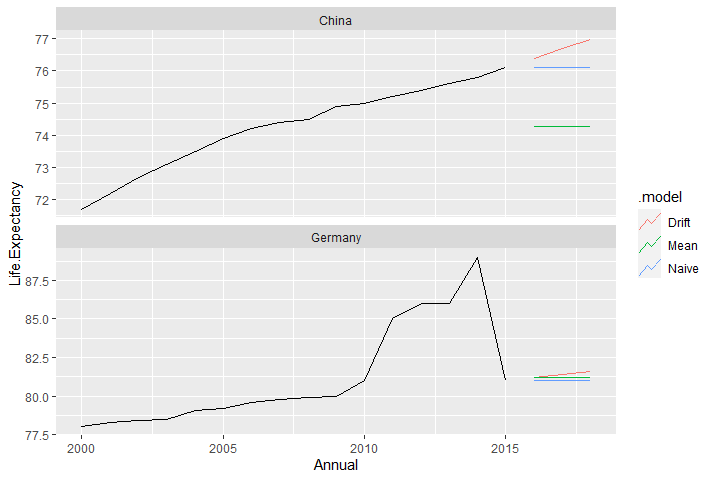 China
77
76
75
74
73
72
Germany
87.5
85.0
82.5
80.0
77.5
2000
2005
2010
2015
Annual
Life.Expectancy
.model
Drift
Mean
Naive